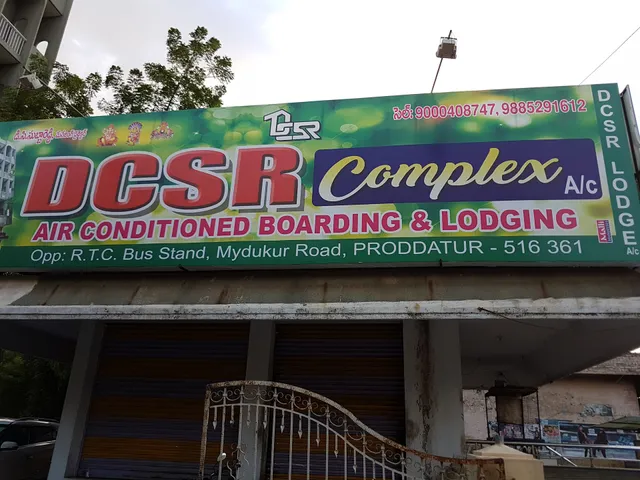 సెల్: 9000408747, 9885291612
DCSR
DCSR Complex A/c
AIR CONDITIONED BOARDING & LODGING
Opp: R.T.C. Bus Stand, Mydukur Road, PRODDATUR - 516 361
DCSR LODGE A/c